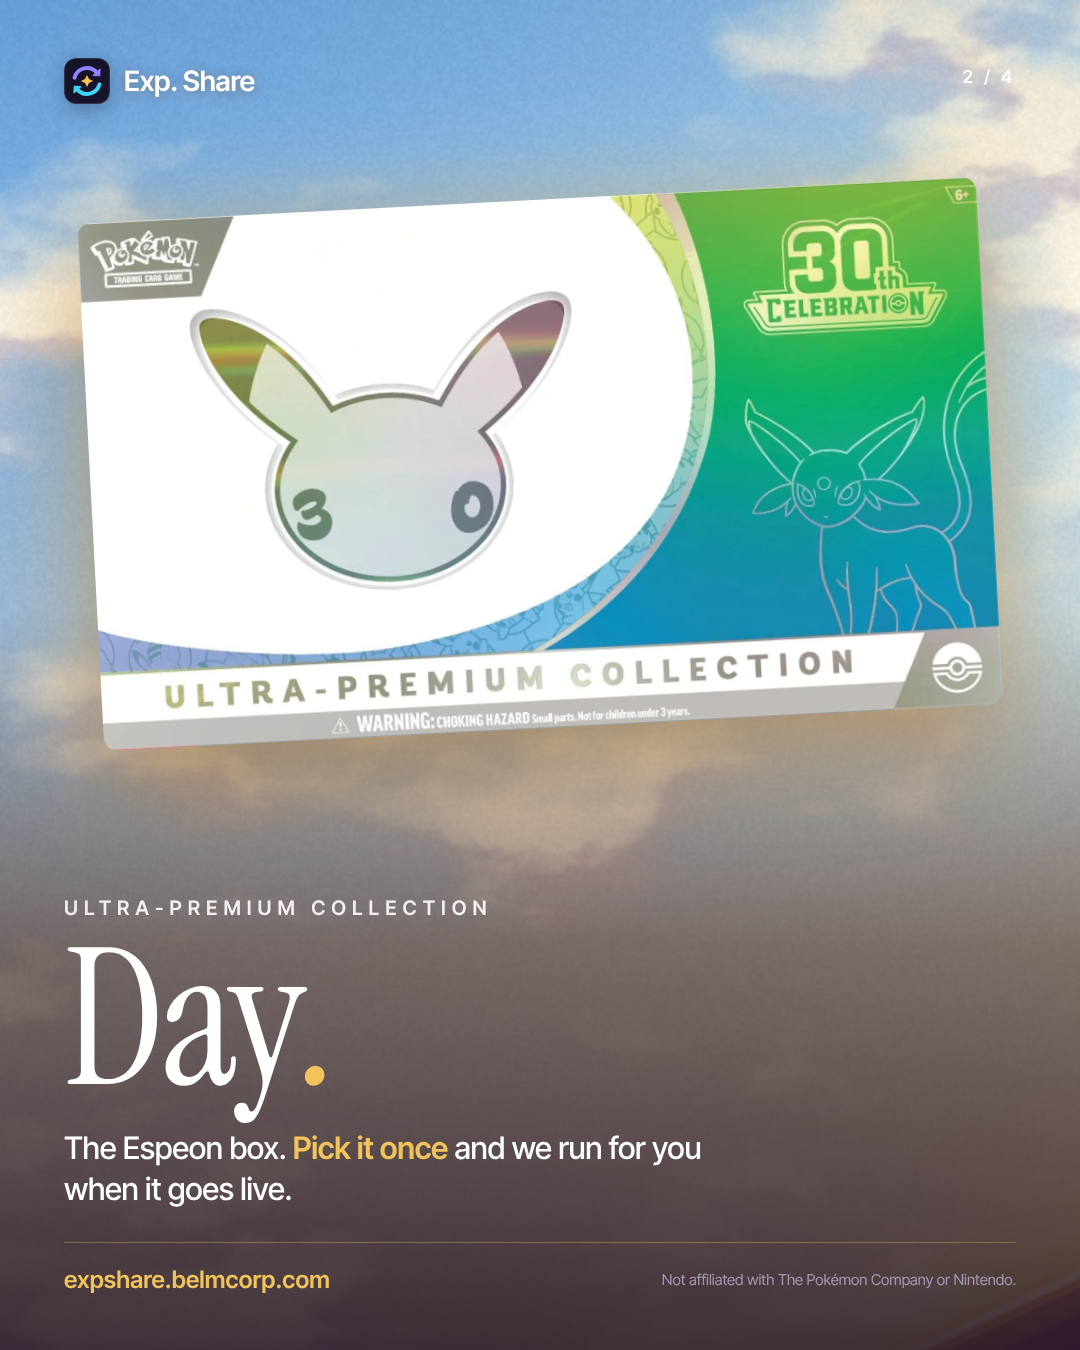 Exp. Share
2 / 4
POKÉMON
TRADING CARD GAME
6+
30th
CELEBRATION
3 0
ULTRA-PREMIUM COLLECTION
WARNING: CHOKING HAZARD Small parts. Not for children under 3 years.
ULTRA-PREMIUM COLLECTION
Day.
The Espeon box. Pick it once and we run for you
when it goes live.
expshare.belmcorp.com
Not affiliated with The Pokémon Company or Nintendo.